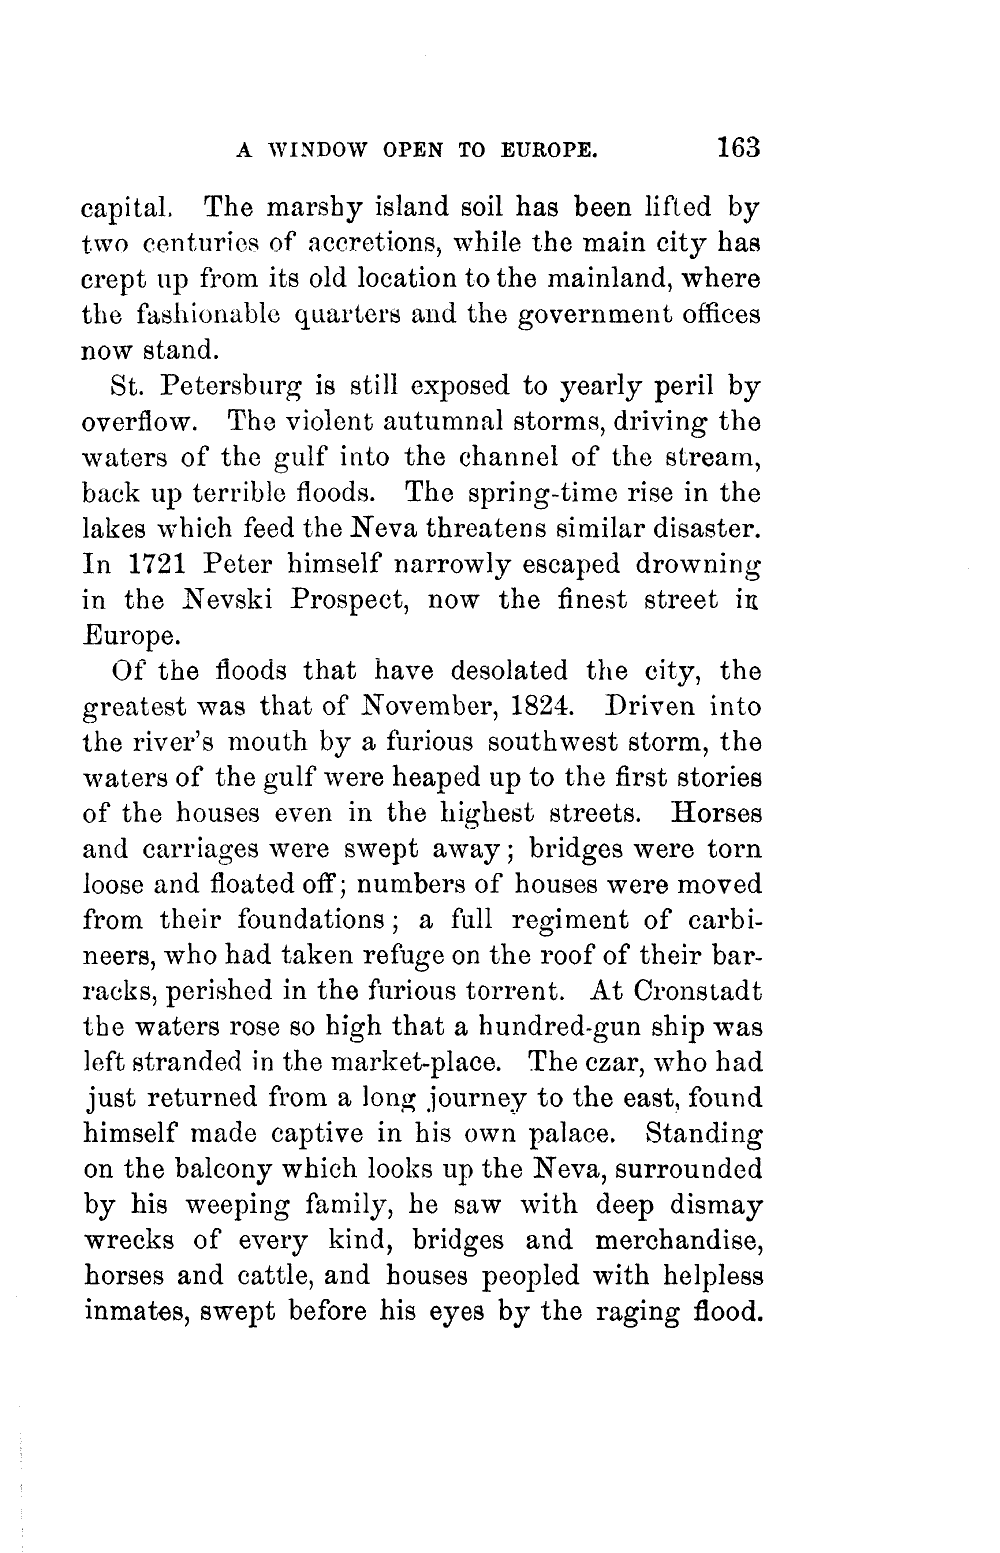 A WINDOW OPEN TO EUROPE. 163
capital. The marshy island soil has been lifted by
two centuries of accretions, while the main city has
crept up from its old location to the mainland, where
the fashionable quarters and the government offices
now stand.
St. Petersburg is still exposed to yearly peril by
overflow. The violent autumnal storms, driving the
waters of the gulf into the channel of the stream,
back up terrible floods. The spring-time rise in the
lakes which feed the Neva threatens similar disaster.
In 1721 Peter himself narrowly escaped drowning
in the Nevski Prospect, now the finest street in
Europe.
Of the floods that have desolated the city, the
greatest was that of November, 1824. Driven into
the river's mouth by a furious southwest storm, the
waters of the gulf were heaped up to the first stories
of the houses even in the highest streets. Horses
and carriages were swept away; bridges were torn
loose and floated off; numbers of houses were moved
from their foundations; a full regiment of carbi-
neers, who had taken refuge on the roof of their bar-
racks, perished in the furious torrent. At Cronstadt
the waters rose so high that a hundred-gun ship was
left stranded in the market-place. The czar, who had
just returned from a long journey to the east, found
himself made captive in his own palace. Standing
on the balcony which looks up the Neva, surrounded
by his weeping family, he saw with deep dismay
wrecks of every kind, bridges and merchandise,
horses and cattle, and houses peopled with helpless
inmates, swept before his eyes by the raging flood.